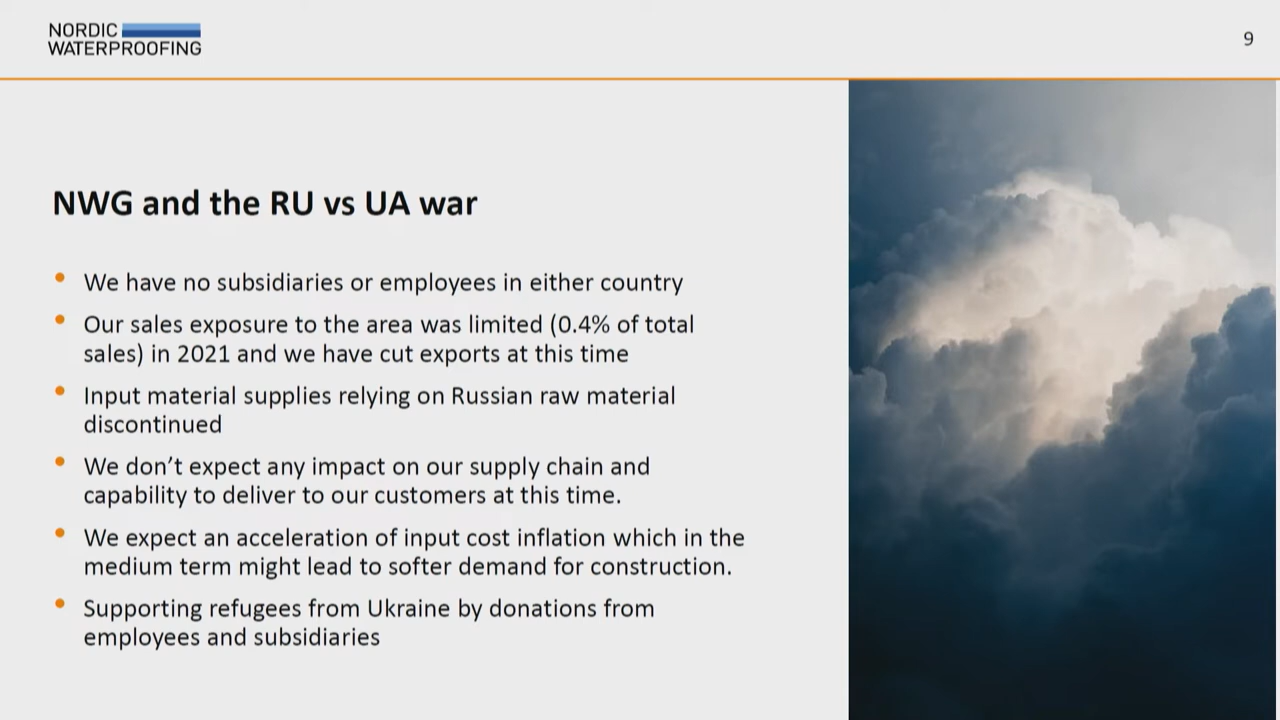 NORDIC
WATERPROOFING
9
NWG and the RU vs UA war
• We have no subsidiaries or employees in either country
• Our sales exposure to the area was limited (0.4% of total
sales) in 2021 and we have cut exports at this time
• Input material supplies relying on Russian raw material
discontinued
• We don’t expect any impact on our supply chain and
capability to deliver to our customers at this time.
• We expect an acceleration of input cost inflation which in the
medium term might lead to softer demand for construction.
• Supporting refugees from Ukraine by donations from
employees and subsidiaries